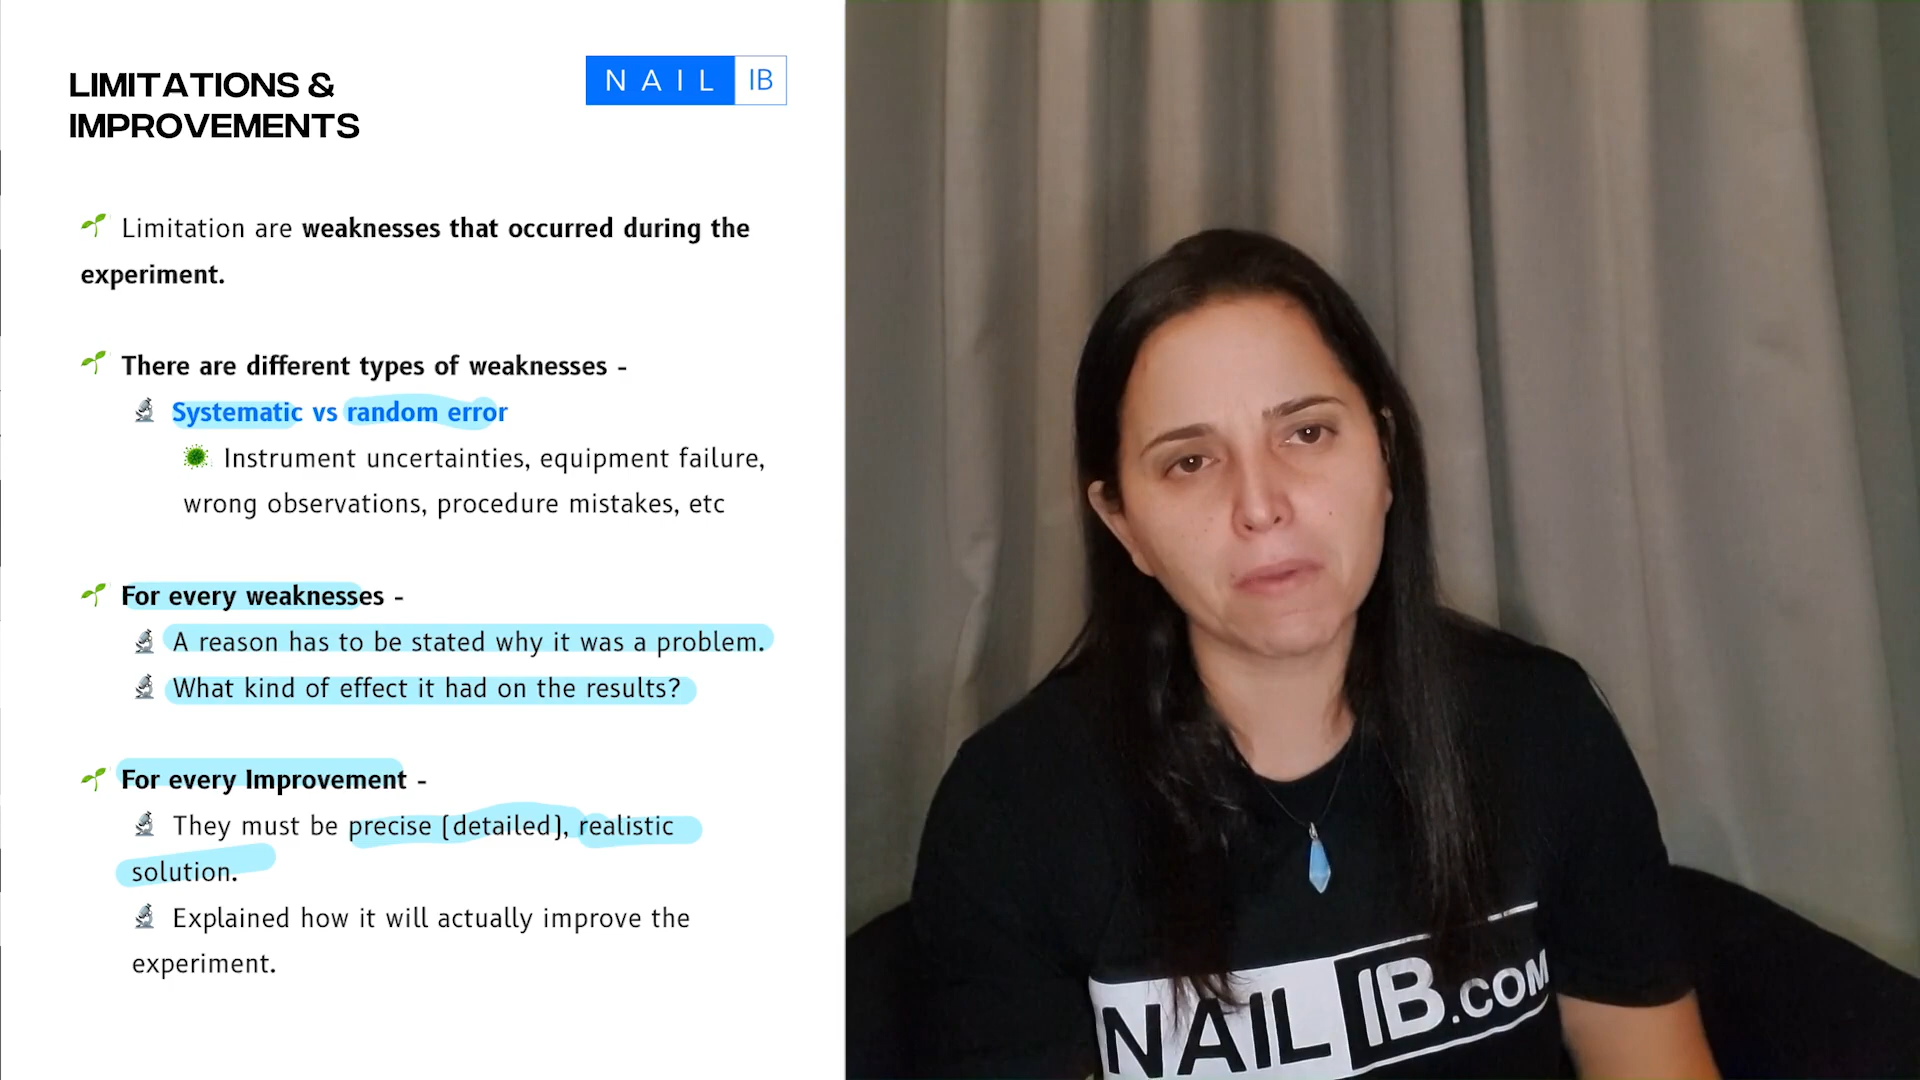 LIMITATIONS &
IMPROVEMENTS
NAIL IB
Limitation are weaknesses that occurred during the
experiment.
There are different types of weaknesses -
Systematic vs random error
Instrument uncertainties, equipment failure,
wrong observations, procedure mistakes, etc
For every weaknesses -
A reason has to be stated why it was a problem.
What kind of effect it had on the results?
For every Improvement -
They must be precise (detailed), realistic
solution.
Explained how it will actually improve the
experiment.
NAIL IB.COM